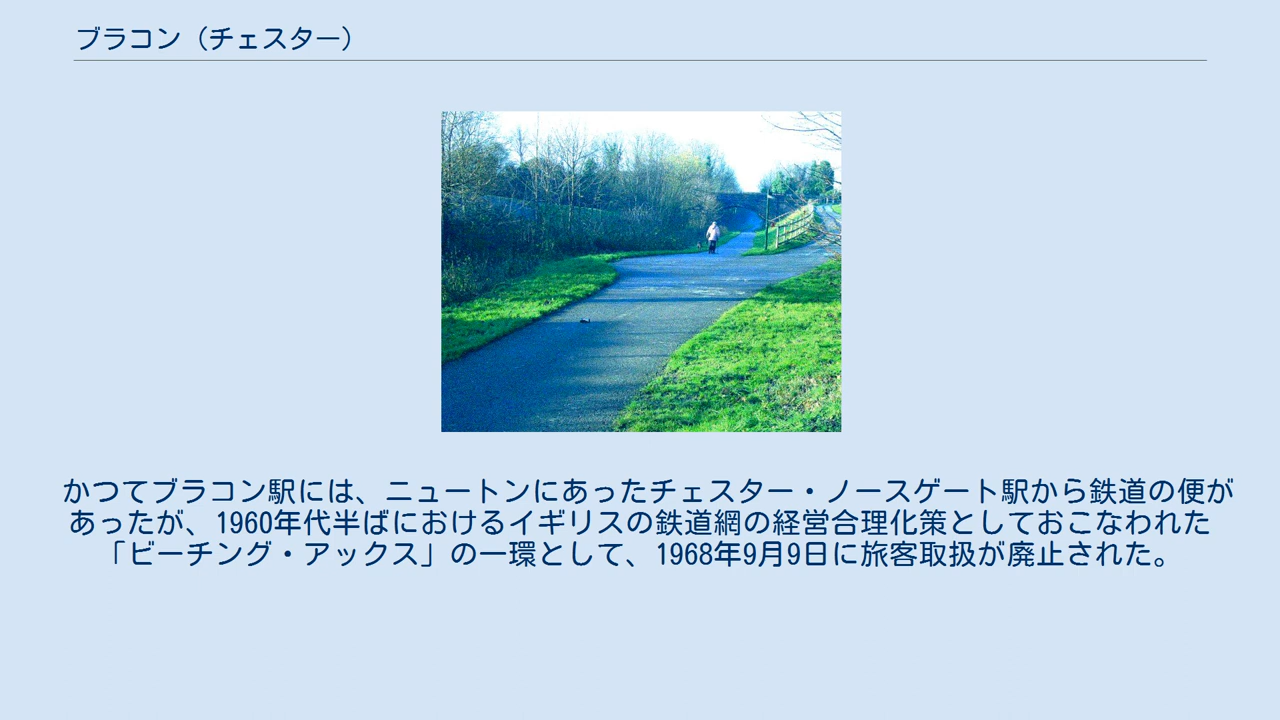 ブラコン（チェスター）
かつてブラコン駅には、ニュートンにあったチェスター・ノースゲート駅から鉄道の便が
あったが、1960年代半ばにおけるイギリスの鉄道網の経営合理化策としておこなわれた
「ビーチング・アックス」の一環として、1968年9月9日に旅客取扱が廃止された。